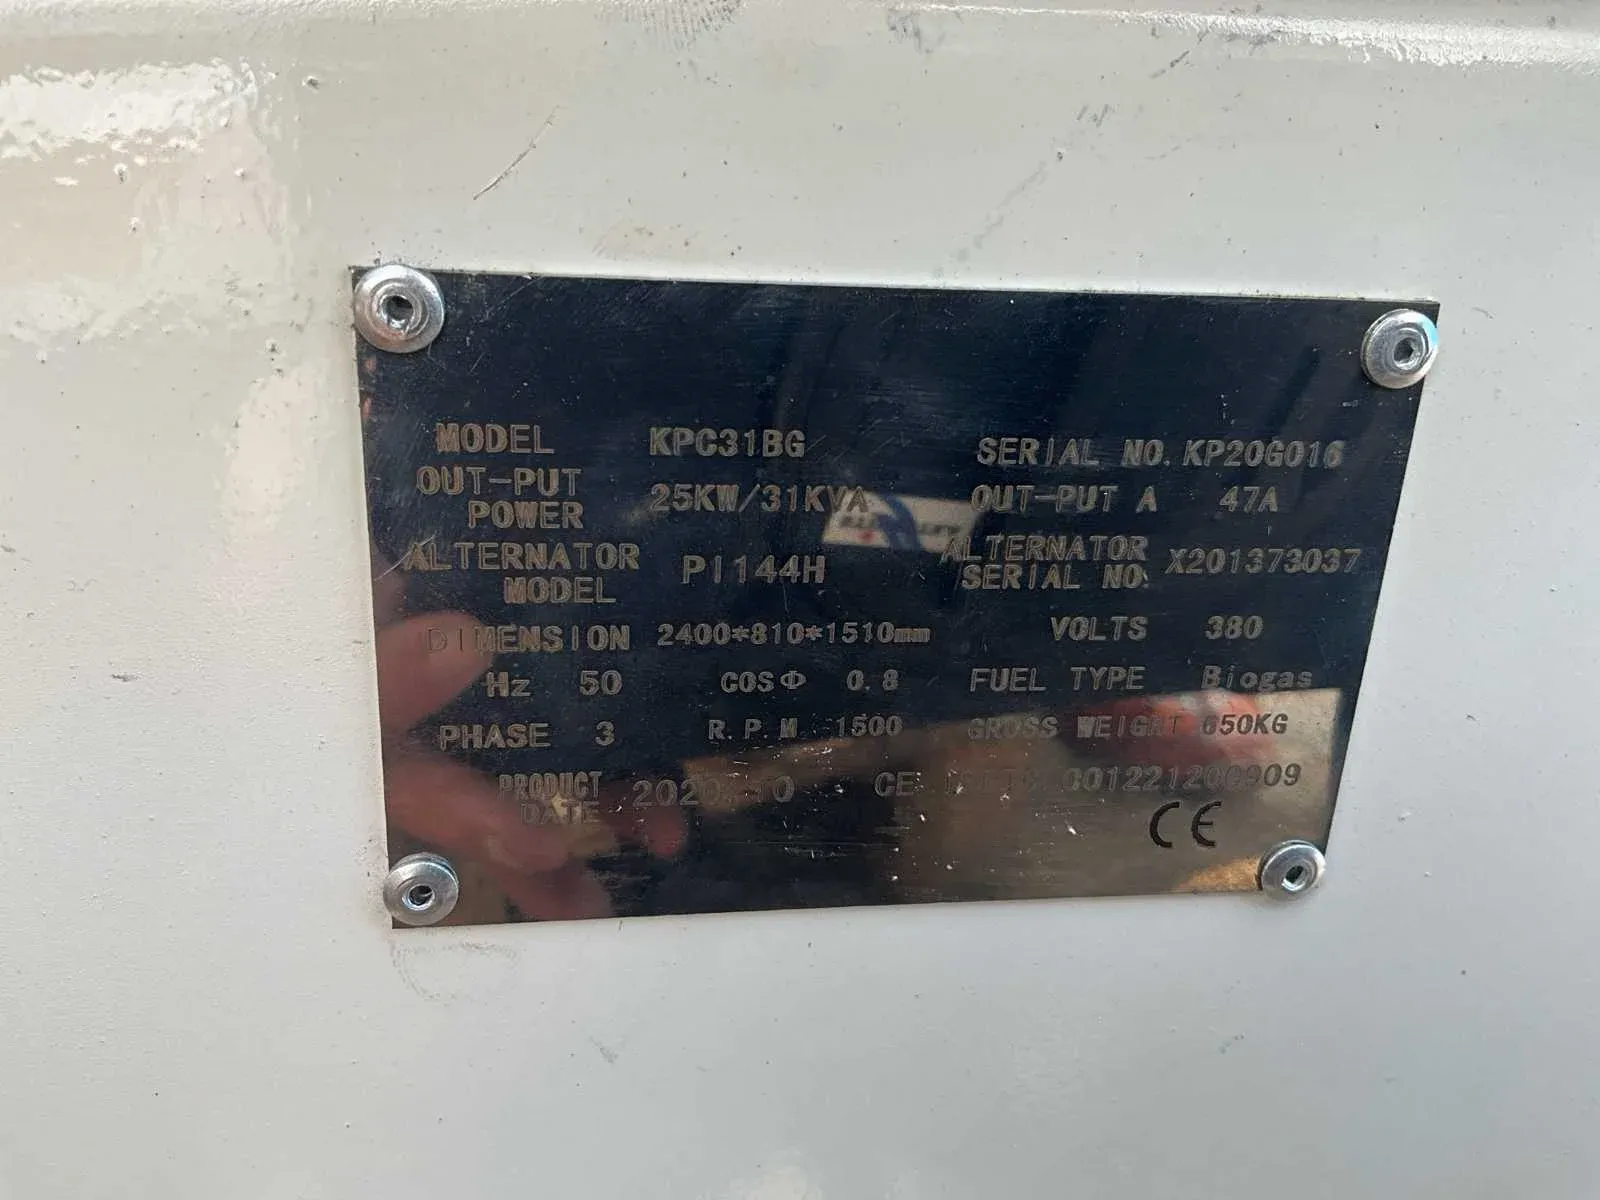 MODEL KPC31BG SERIAL NO. KP20G016
OUT-PUT POWER 25KW/31KVA OUT-PUT A 47A
ALTERNATOR MODEL PI144H ALTERNATOR SERIAL NO. X201373037
DIMENSION 2400*810*1510mm VOLTS 380
Hz 50 COSΦ 0.8 FUEL TYPE Biogas
PHASE 3 R.P.M 1500 GROSS WEIGHT 650KG
PRODUCT DATE 2020.10 CE
CE